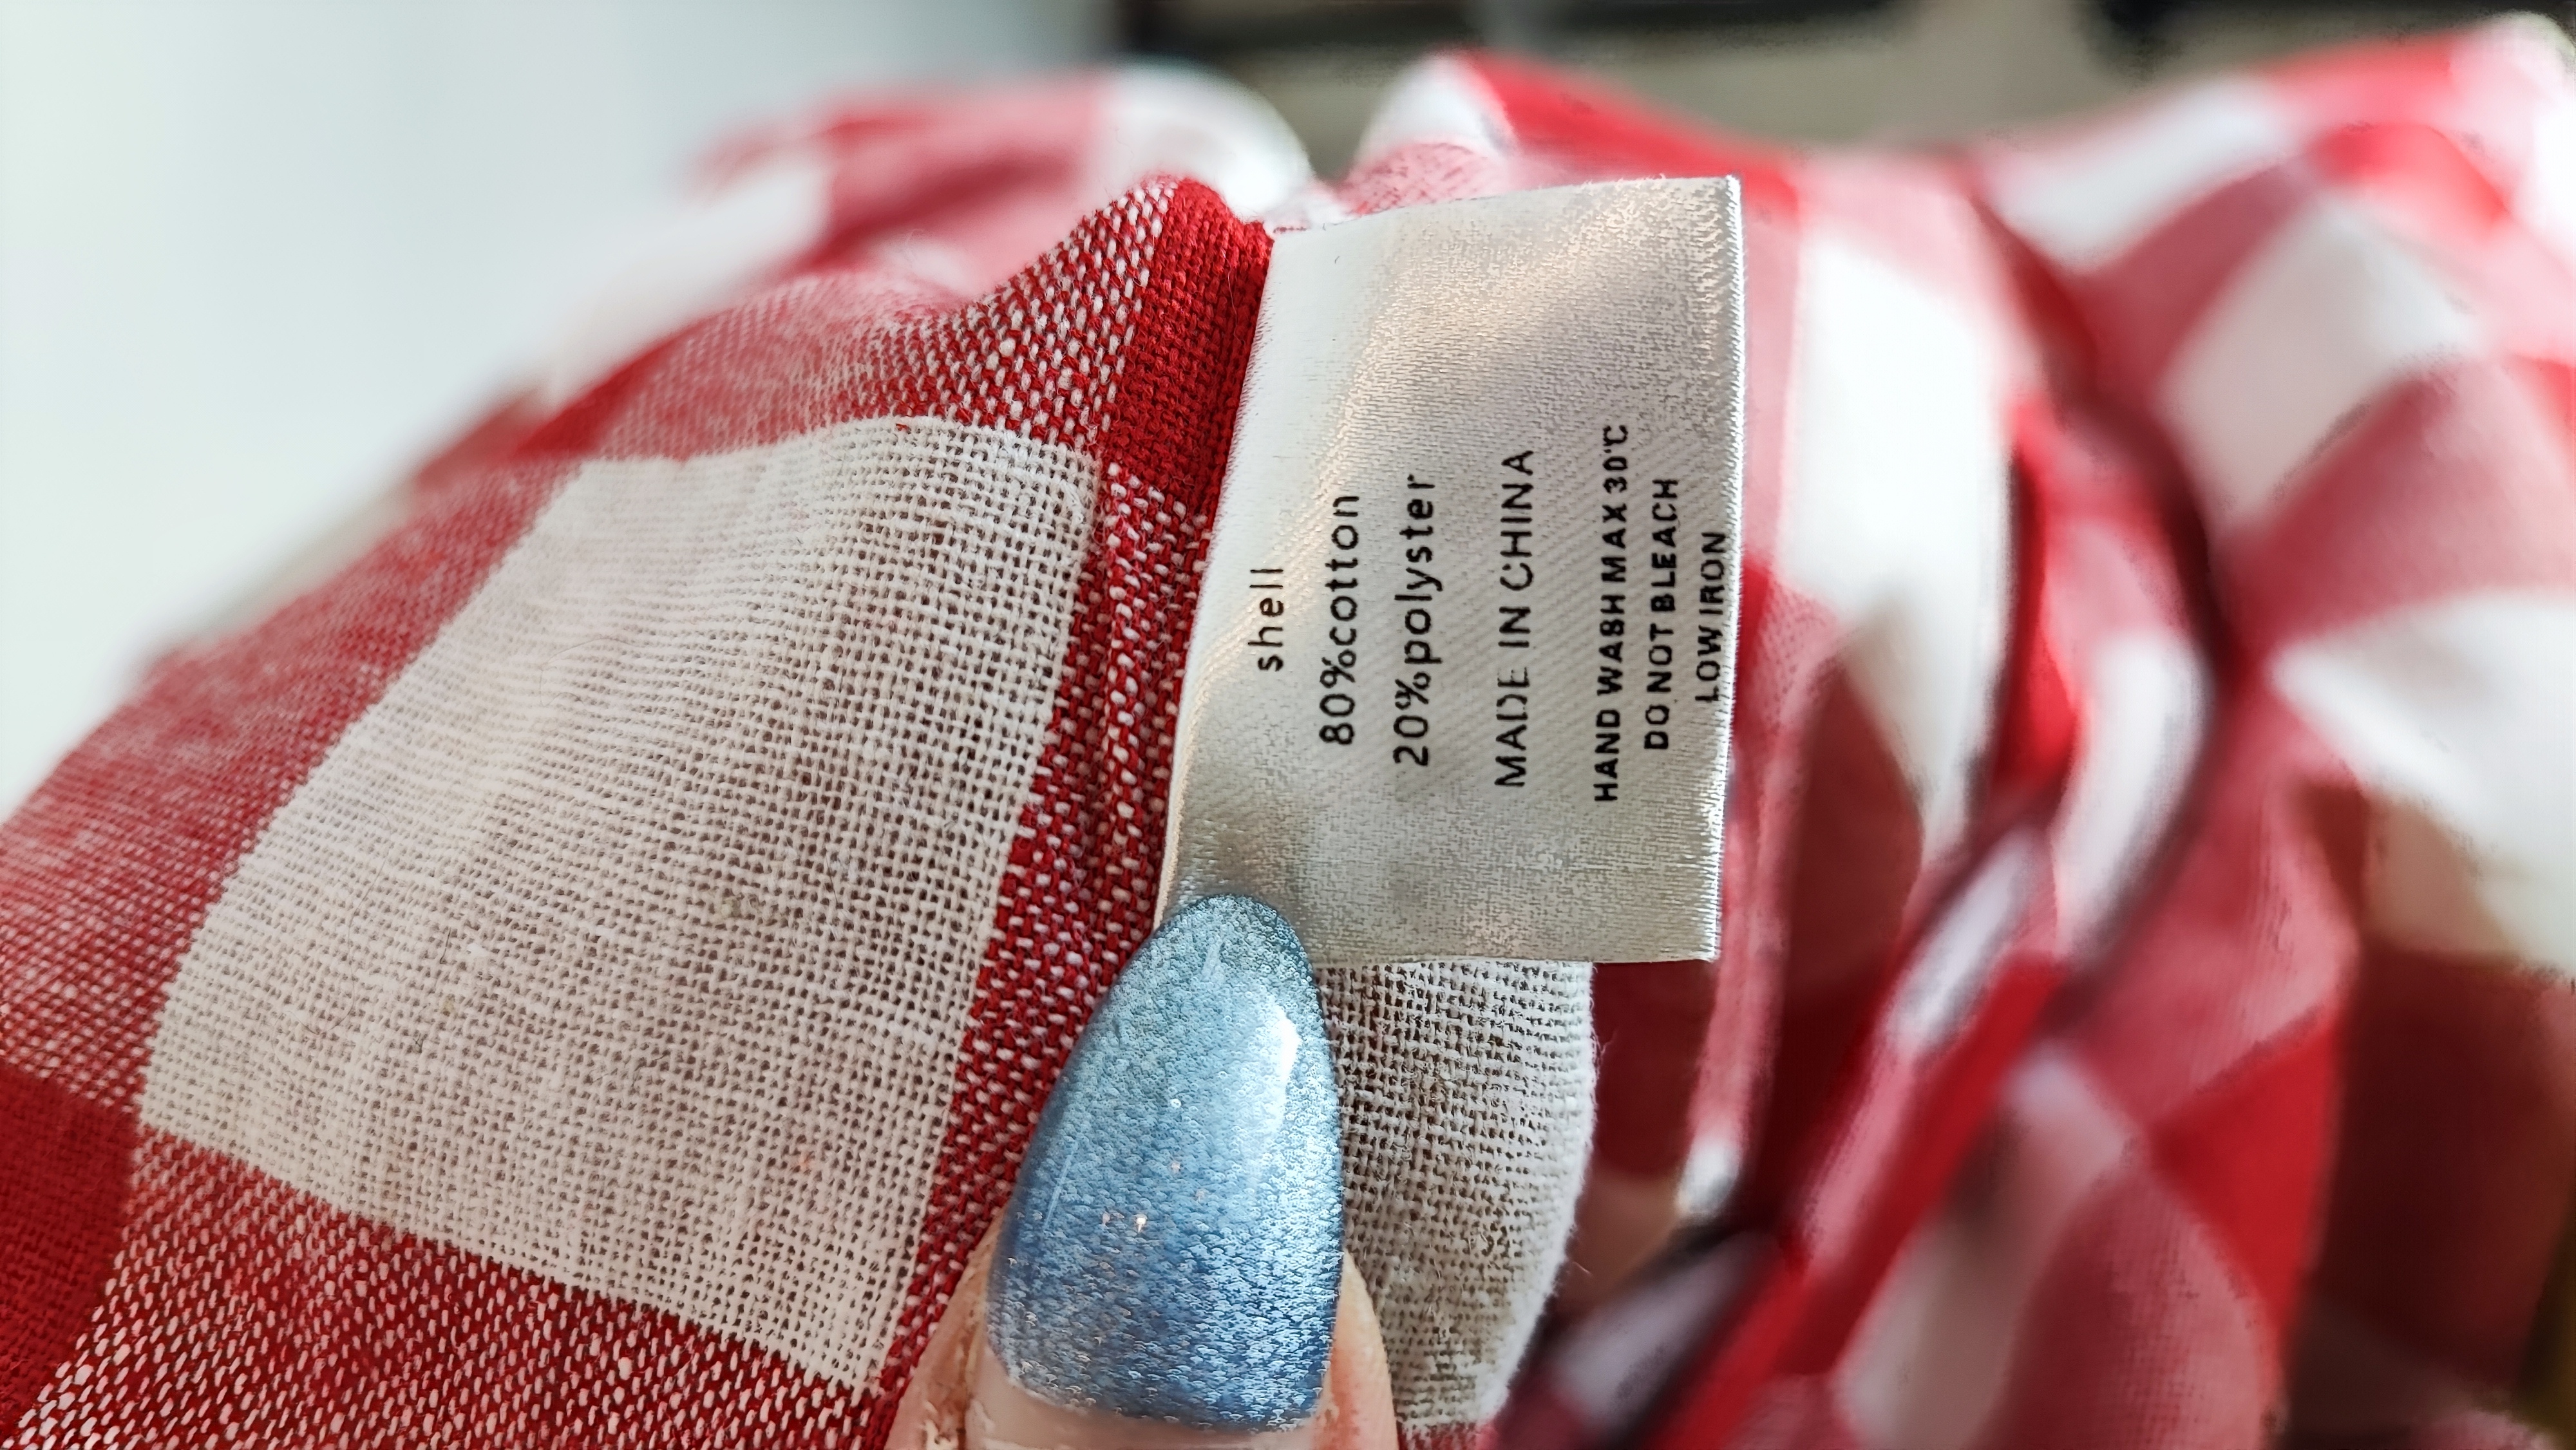 shell
80%cotton
20%polyster
MADE IN CHINA
HAND WASH MAX 30℃
DO NOT BLEACH
LOW IRON